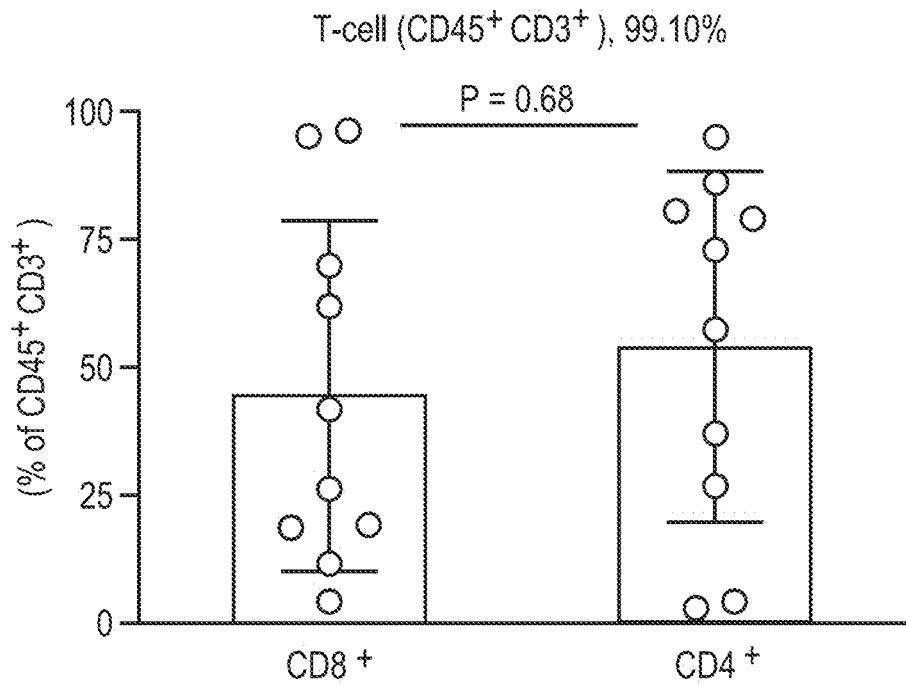 T-cell (CD45⁺ CD3⁺ ), 99.10%
P = 0.68
100
75
50
25
0
(% of CD45⁺ CD3⁺ )
CD8 ⁺
CD4 ⁺